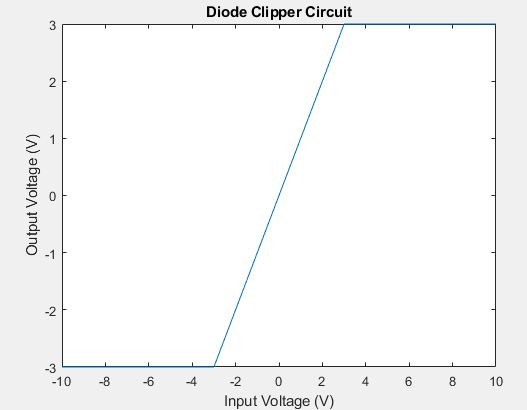 Diode Clipper Circuit
3
2
1
0
-1
-2
-3
Output Voltage (V)
-10 -8 -6 -4 -2 0 2 4 6 8 10
Input Voltage (V)